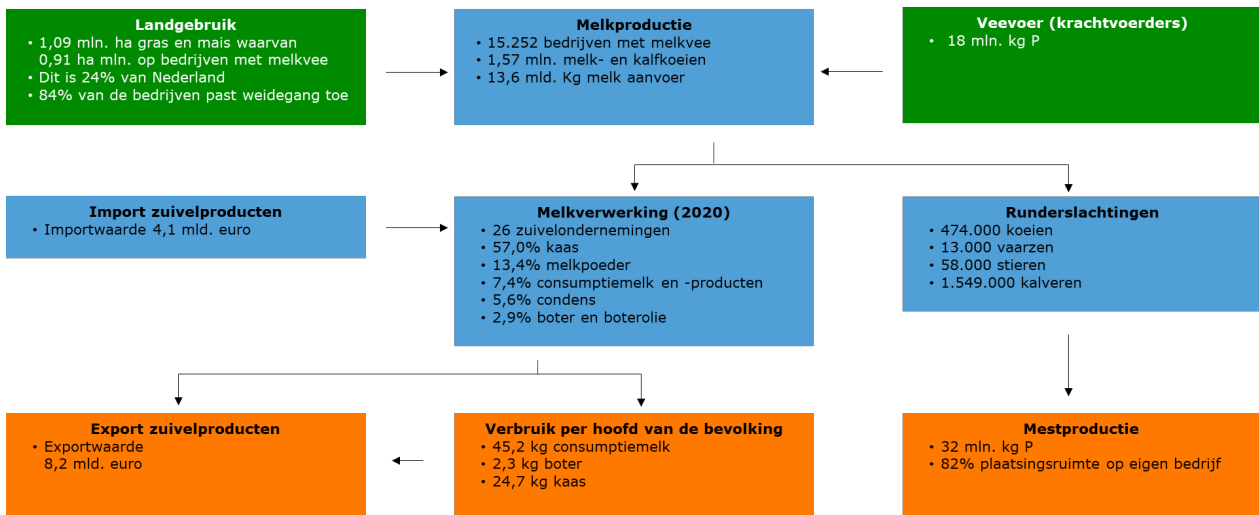 Landgebruik
• 1,09 mln. ha gras en mais waarvan
0,91 ha mln. op bedrijven met melkvee
• Dit is 24% van Nederland
• 84% van de bedrijven past weidegang toe
Melkproductie
• 15.252 bedrijven met melkvee
• 1,57 mln. melk- en kalfkoeien
• 13,6 mld. Kg melk aanvoer
Veevoer (krachtvoerders)
• 18 mln. kg P
Import zuivelproducten
• Importwaarde 4,1 mld. euro
Melkverwerking (2020)
• 26 zuivelondernemingen
• 57,0% kaas
• 13,4% melkpoeder
• 7,4% consumptiemelk en -producten
• 5,6% condens
• 2,9% boter en boterolie
Runderslachtingen
• 474.000 koeien
• 13.000 vaarzen
• 58.000 stieren
• 1.549.000 kalveren
Export zuivelproducten
• Exportwaarde
8,2 mld. euro
Verbruik per hoofd van de bevolking
• 45,2 kg consumptiemelk
• 2,3 kg boter
• 24,7 kg kaas
Mestproductie
• 32 mln. kg P
• 82% plaatsingsruimte op eigen bedrijf